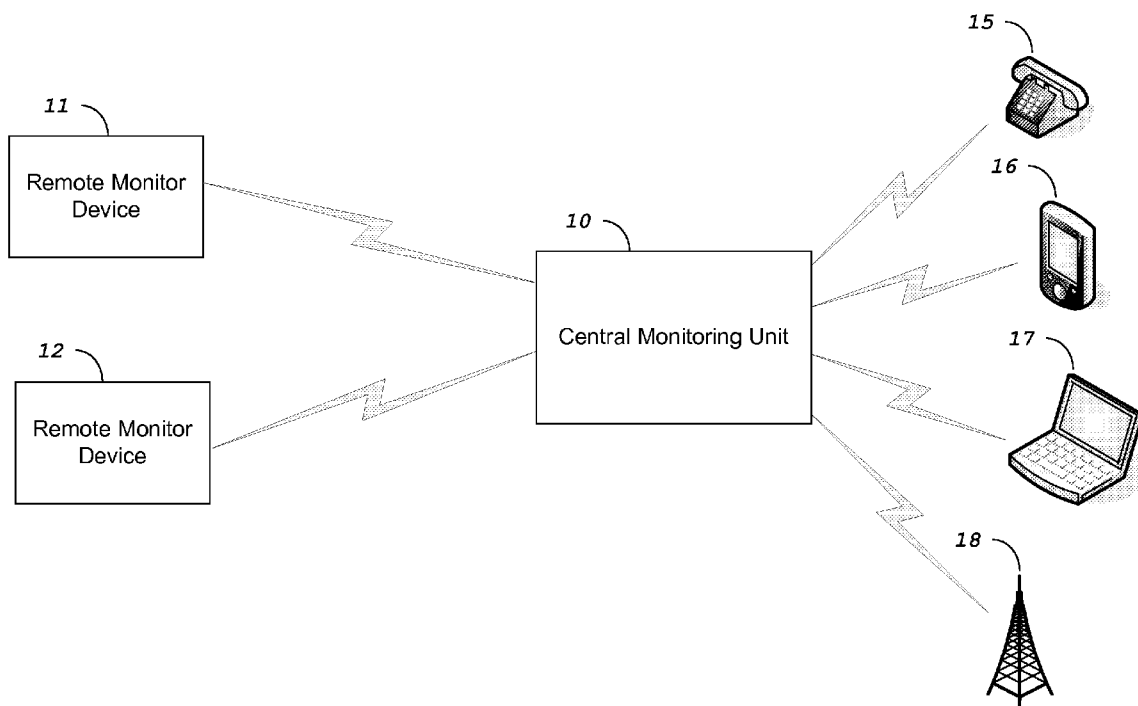 15
11
Remote Monitor
Device
16
10
Central Monitoring Unit
17
12
Remote Monitor
Device
18